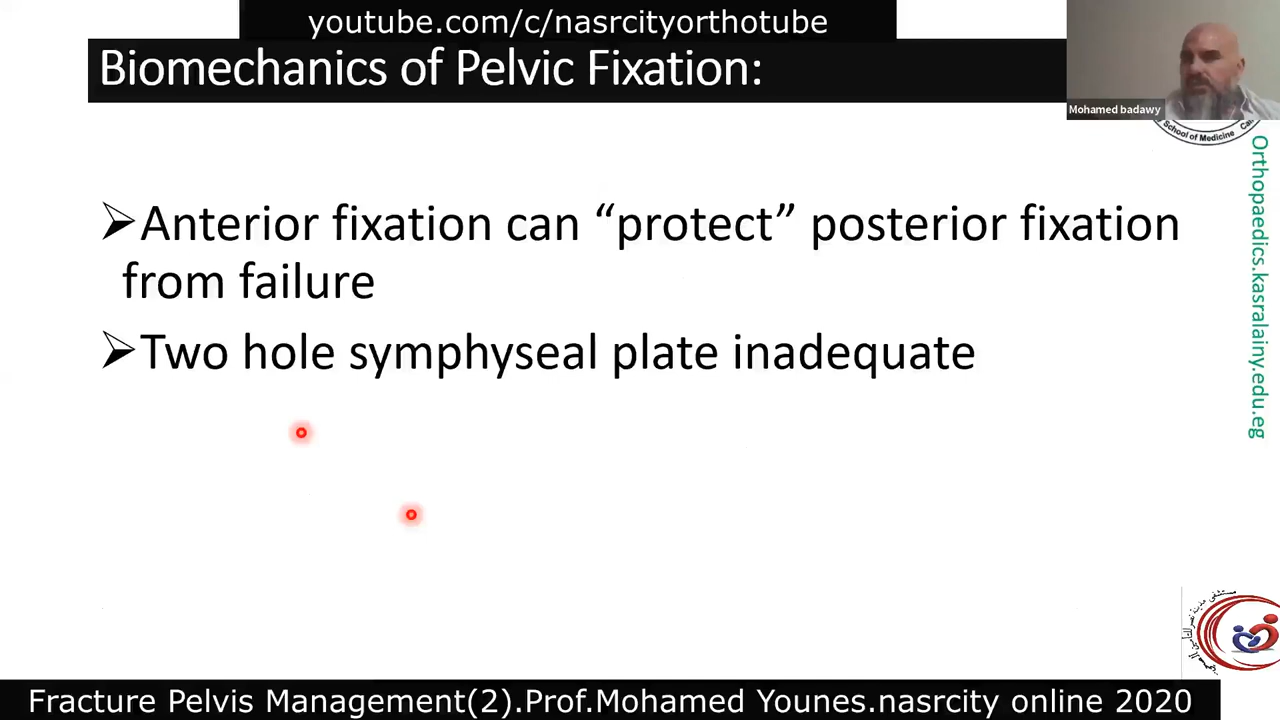 youtube.com/c/nasrcityorthotube
Biomechanics of Pelvic Fixation:
Mohamed badawy
School of Medicine
Orthopaedics.kasralainy.edu.eg
➢Anterior fixation can “protect” posterior fixation
from failure
➢Two hole symphyseal plate inadequate
Fracture Pelvis Management(2).Prof.Mohamed Younes.nasrcity online 2020